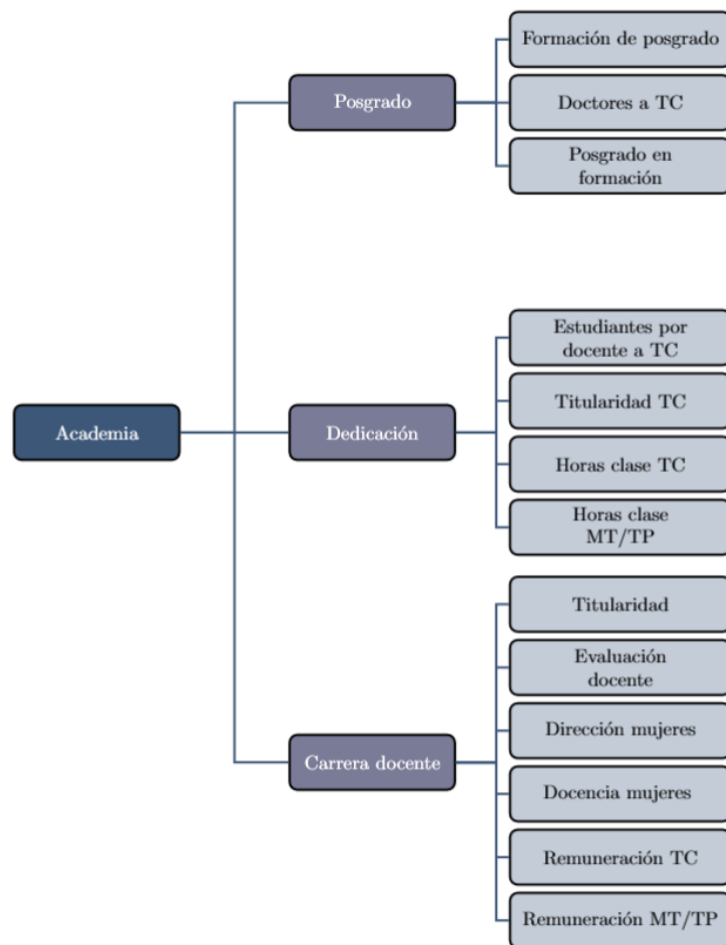 Academia
Posgrado
Formación de posgrado
Doctores a TC
Posgrado en
formación
Dedicación
Estudiantes por
docente a TC
Titularidad TC
Horas clase TC
Horas clase
MT/TP
Carrera docente
Titularidad
Evaluación
docente
Dirección mujeres
Docencia mujeres
Remuneración TC
Remuneración MT/TP